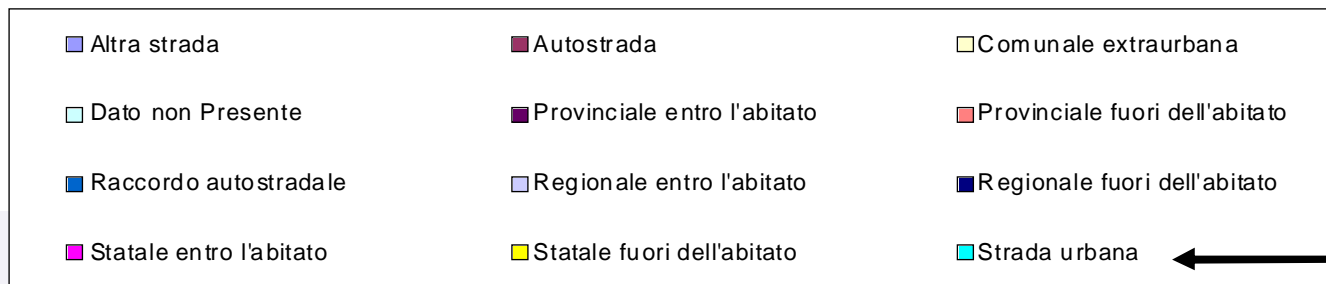 Altra strada Autostrada Comunale extraurbana
Dato non Presente Provinciale entro l'abitato Provinciale fuori dell'abitato
Raccordo autostradale Regionale entro l'abitato Regionale fuori dell'abitato
Statale entro l'abitato Statale fuori dell'abitato Strada urbana